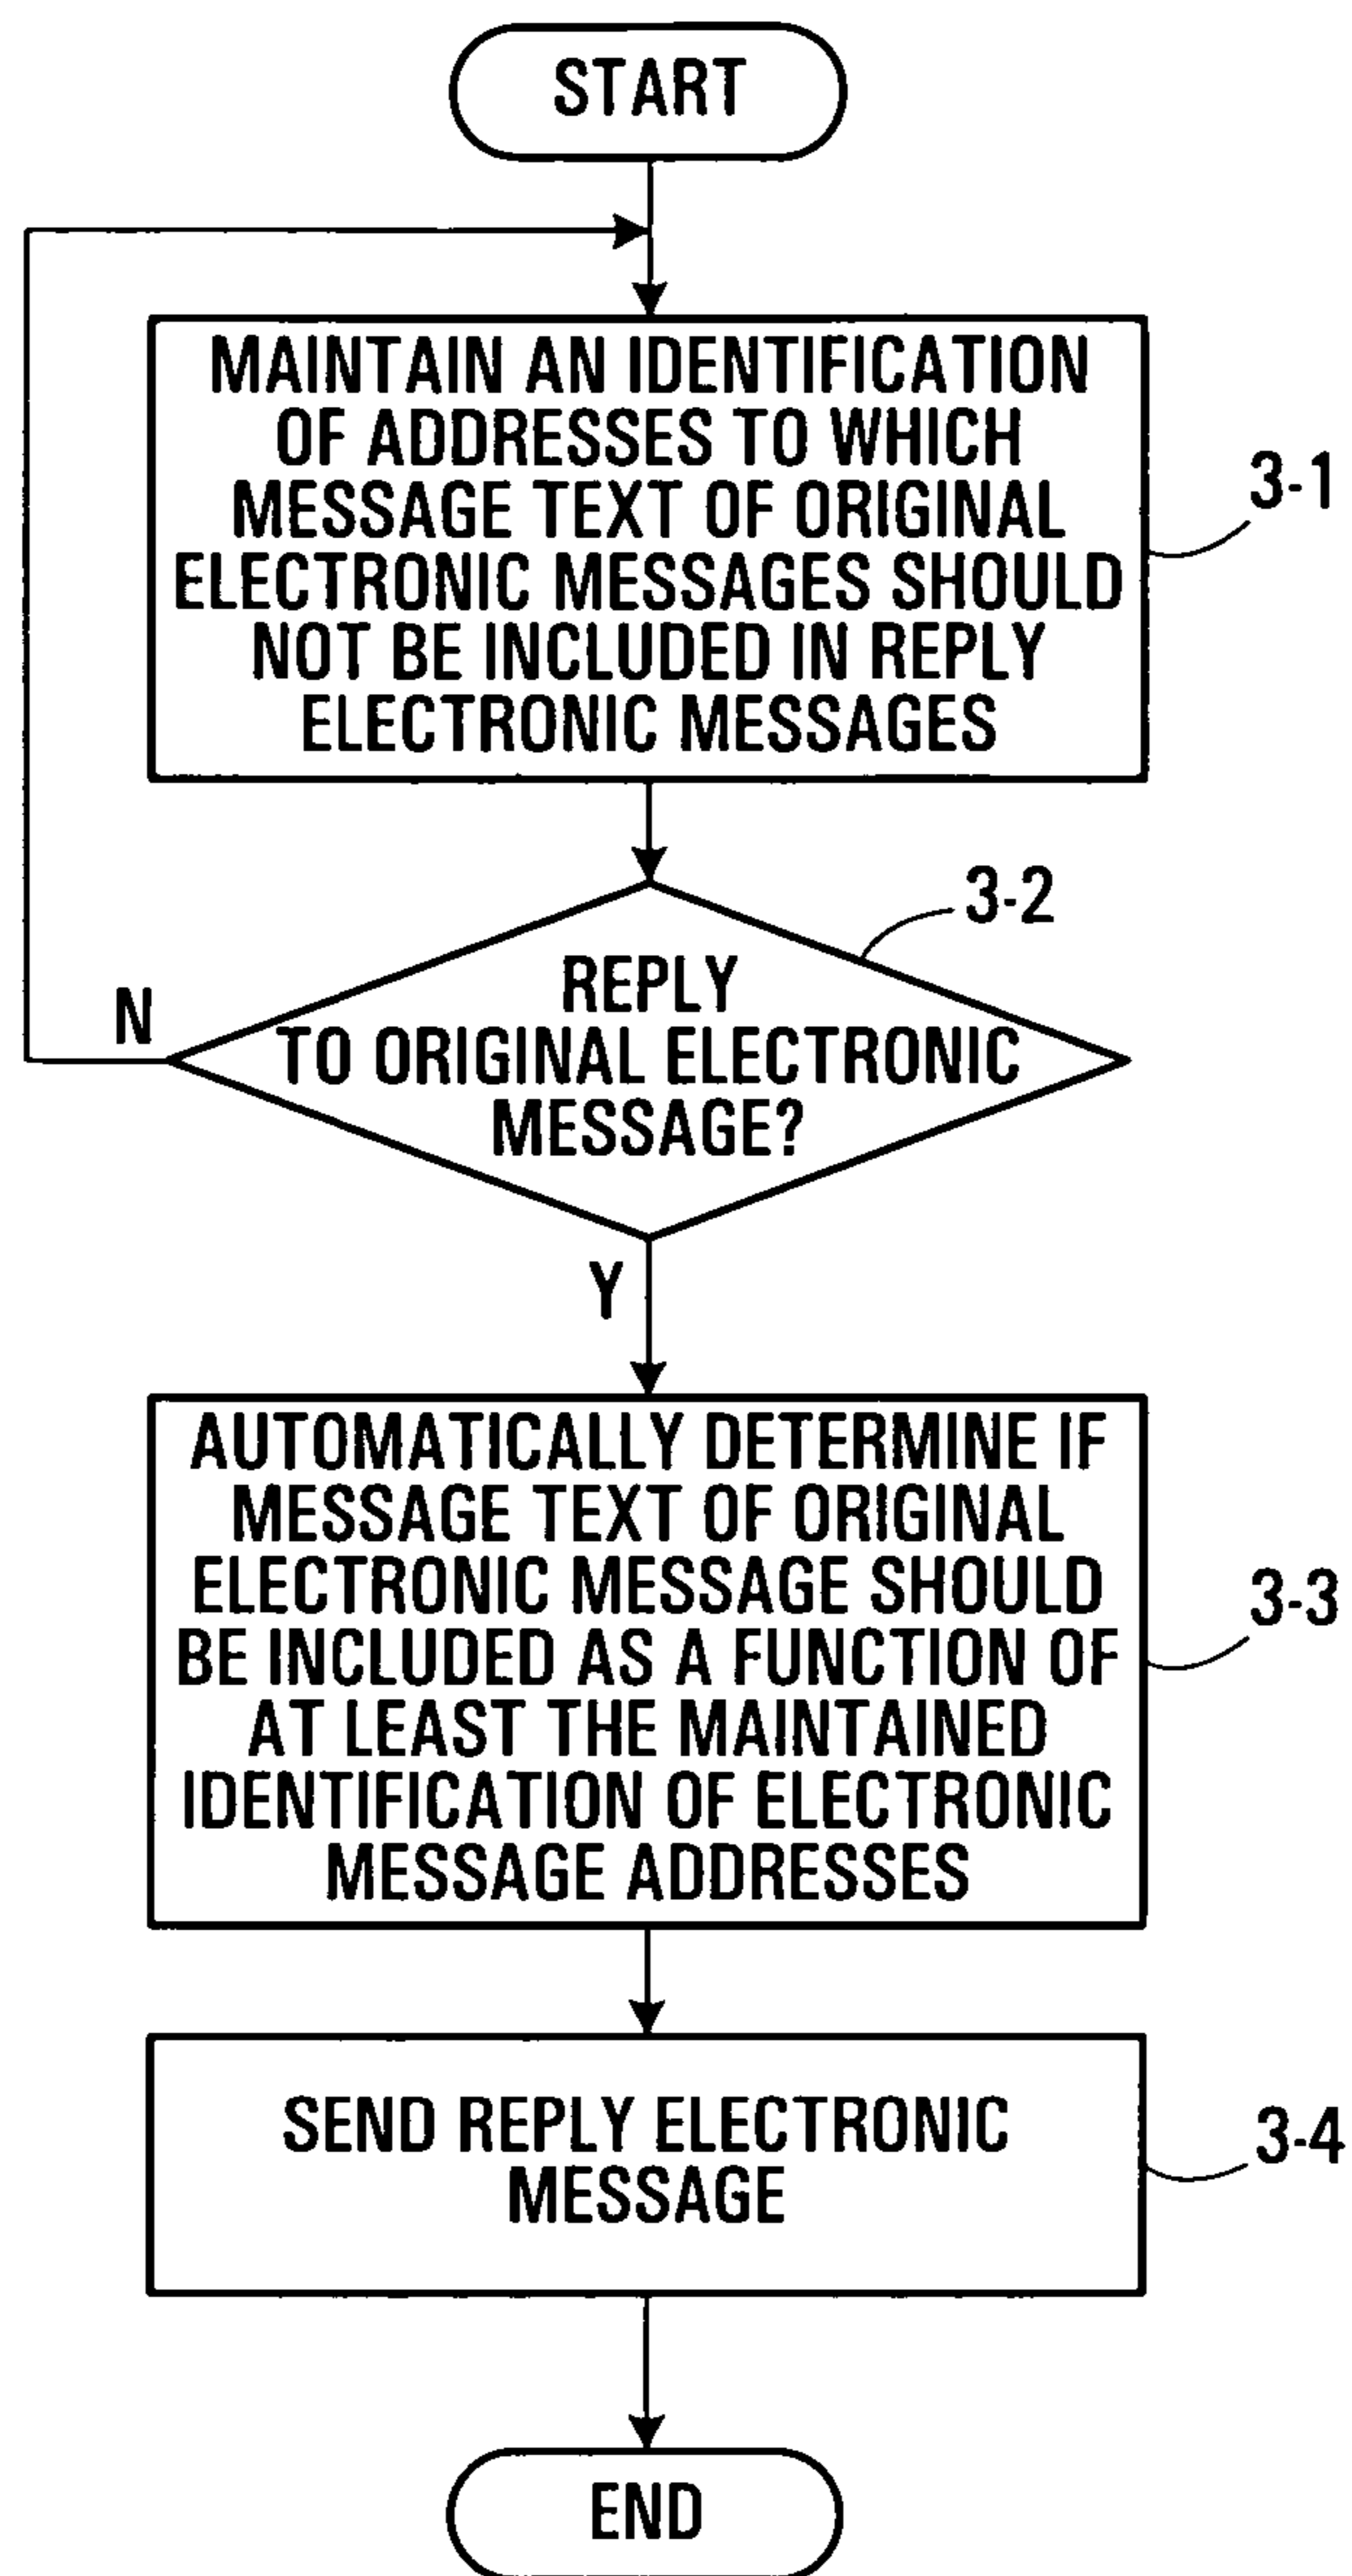 START
MAINTAIN AN IDENTIFICATION
OF ADDRESSES TO WHICH
MESSAGE TEXT OF ORIGINAL
ELECTRONIC MESSAGES SHOULD
NOT BE INCLUDED IN REPLY
ELECTRONIC MESSAGES
3-1
3-2
REPLY
TO ORIGINAL ELECTRONIC
MESSAGE?
N
Y
AUTOMATICALLY DETERMINE IF
MESSAGE TEXT OF ORIGINAL
ELECTRONIC MESSAGE SHOULD
BE INCLUDED AS A FUNCTION OF
AT LEAST THE MAINTAINED
IDENTIFICATION OF ELECTRONIC
MESSAGE ADDRESSES
3-3
SEND REPLY ELECTRONIC
MESSAGE
3-4
END